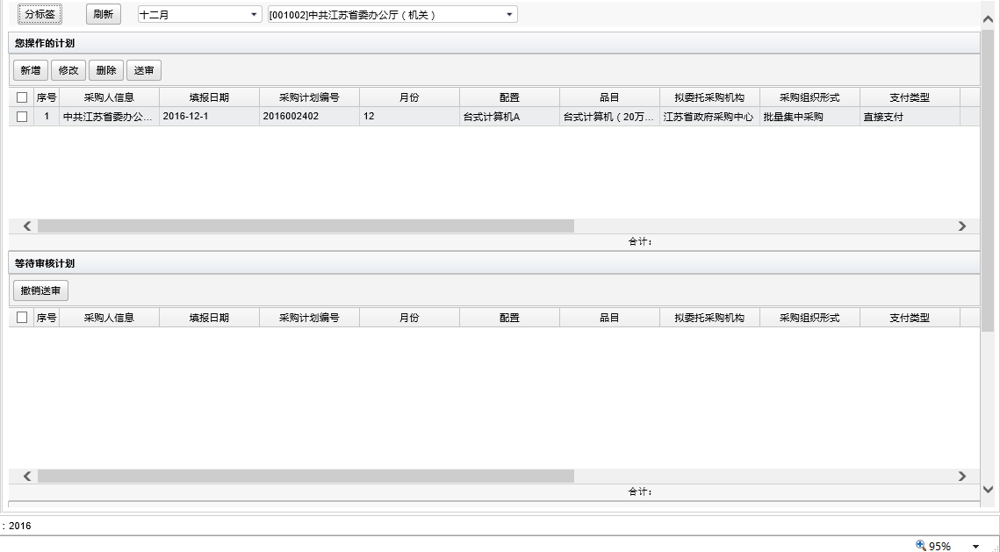 分标签 刷新 十二月 [001002]中共江苏省委办公厅（机关）
您操作的计划
新增 修改 删除 送审
序号 采购人信息 填报日期 采购计划编号 月份 配置 品目 拟委托采购机构 采购组织形式 支付类型
1 中共江苏省委办公... 2016-12-1 2016002402 12 台式计算机A 台式计算机（20万... 江苏省政府采购中心 批量集中采购 直接支付
合计：
等待审核计划
撤销送审
序号 采购人信息 填报日期 采购计划编号 月份 配置 品目 拟委托采购机构 采购组织形式 支付类型
合计：
: 2016
95%